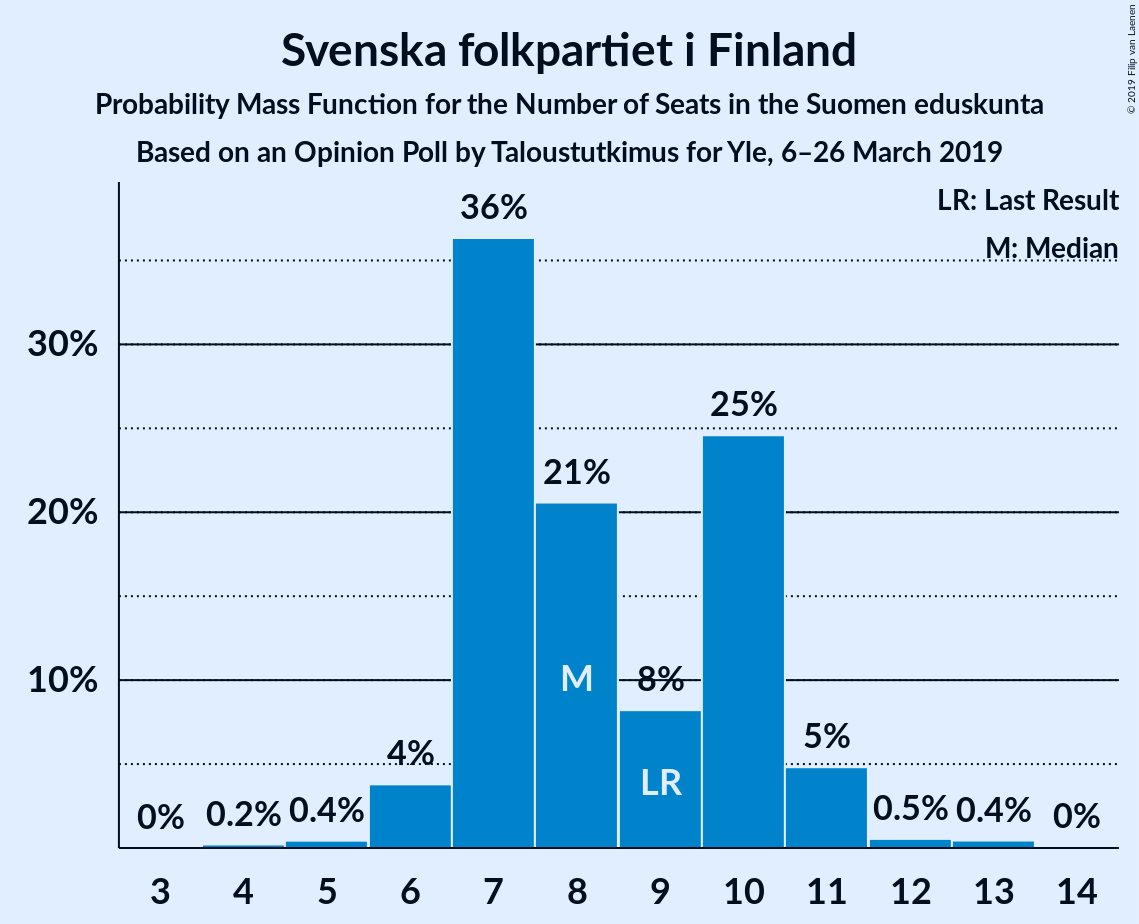 Svenska folkpartiet i Finland
Probability Mass Function for the Number of Seats in the Suomen eduskunta
Based on an Opinion Poll by Taloustutkimus for Yle, 6–26 March 2019
© 2019 Filip van Laenen
LR: Last Result
M: Median
36%
30%
25%
21%
20%
10%
M
8%
LR
4%
5%
0%
0.2%
0.4%
0.5%
0.4%
0%
3 4 5 6 7 8 9 10 11 12 13 14